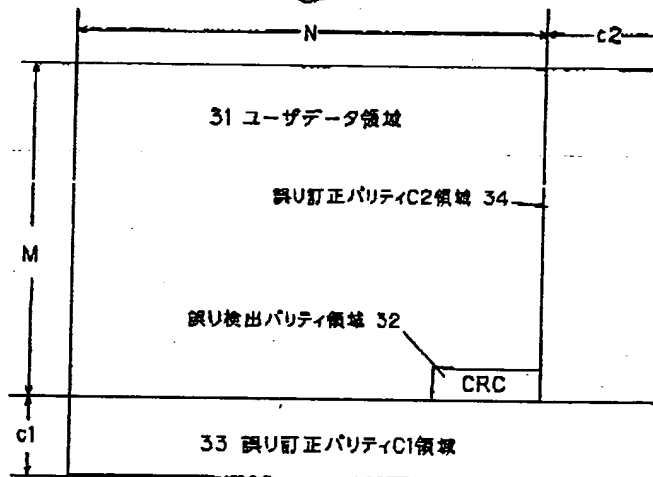 N
c2
31 ユーザデータ領域
誤り訂正パリティC2領域 34
M
誤り検出パリティ領域 32
CRC
c1
33 誤り訂正パリティC1領域